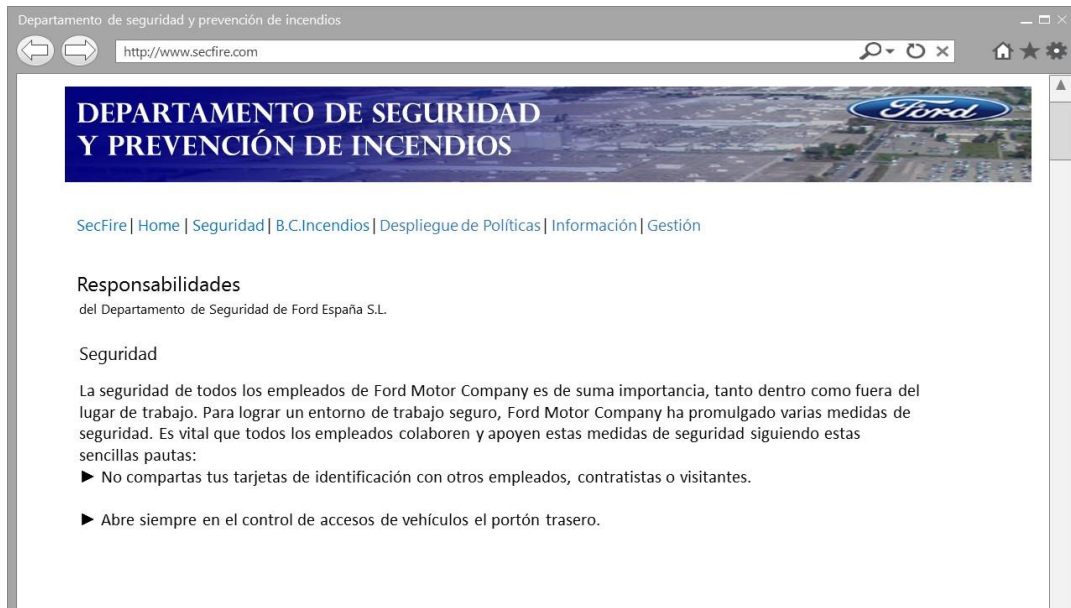 Departamento de seguridad y prevención de incendios
http://www.secfire.com
DEPARTAMENTO DE SEGURIDAD
Y PREVENCIÓN DE INCENDIOS
Ford
SecFire | Home | Seguridad | B.C.Incendios | Despliegue de Políticas | Información | Gestión
Responsabilidades
del Departamento de Seguridad de Ford España S.L.
Seguridad
La seguridad de todos los empleados de Ford Motor Company es de suma importancia, tanto dentro como fuera del
lugar de trabajo. Para lograr un entorno de trabajo seguro, Ford Motor Company ha promulgado varias medidas de
seguridad. Es vital que todos los empleados colaboren y apoyen estas medidas de seguridad siguiendo estas
sencillas pautas:
► No compartas tus tarjetas de identificación con otros empleados, contratistas o visitantes.
► Abre siempre en el control de accesos de vehículos el portón trasero.